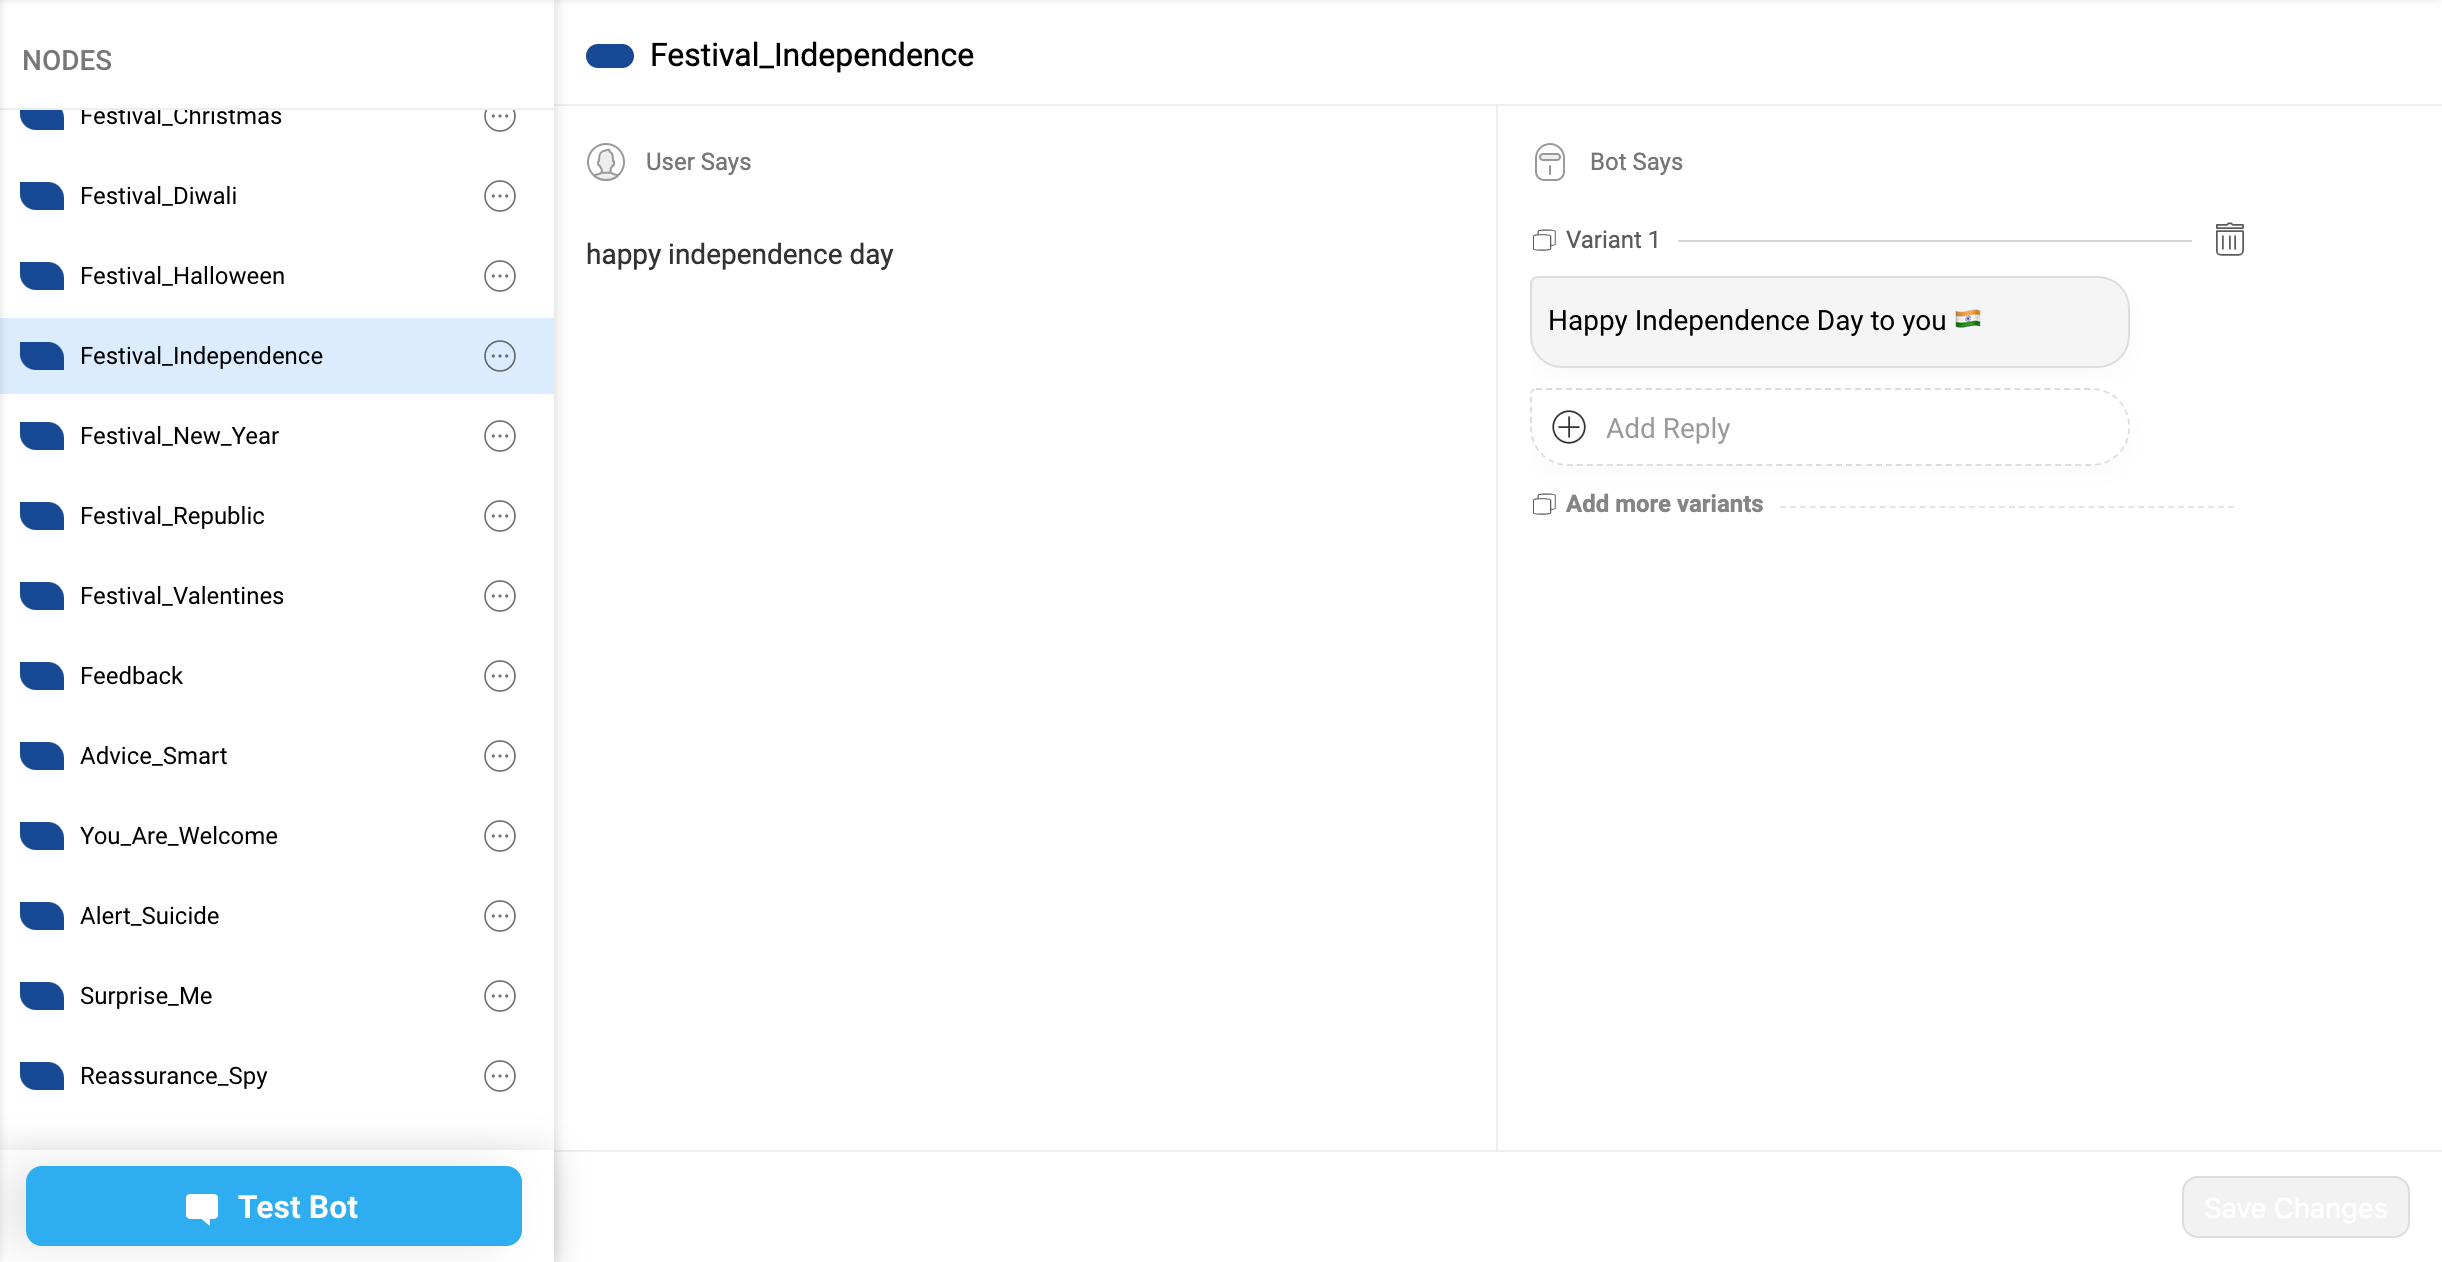 NODES
Festival_Christmas
Festival_Diwali
Festival_Halloween
Festival_Independence
Festival_New_Year
Festival_Republic
Festival_Valentines
Feedback
Advice_Smart
You_Are_Welcome
Alert_Suicide
Surprise_Me
Reassurance_Spy
Test Bot
Festival_Independence
User Says
happy independence day
Bot Says
Variant 1
Happy Independence Day to you 🇮🇳
Add Reply
Add more variants
Save Changes